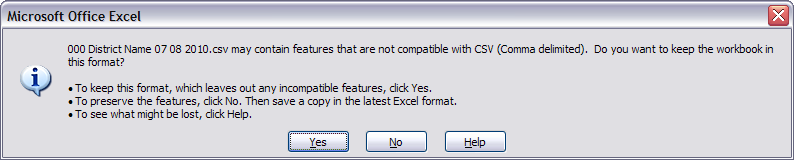 Microsoft Office Excel
000 District Name 07 08 2010.csv may contain features that are not compatible with CSV (Comma delimited).  Do you want to keep the workbook in
this format?
• To keep this format, which leaves out any incompatible features, click Yes.
• To preserve the features, click No. Then save a copy in the latest Excel format.
• To see what might be lost, click Help.
Yes No Help